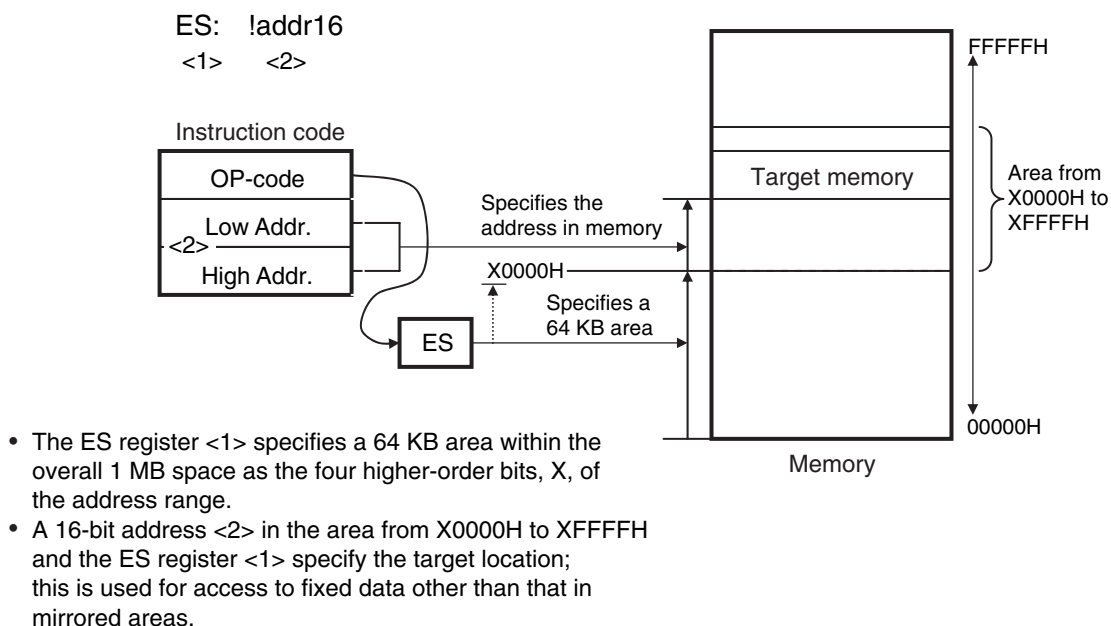 ES: !addr16
<1> <2>
Instruction code
OP-code
Low Addr.
<2>
High Addr.
ES
Specifies the
address in memory
X0000H
Specifies a
64 KB area
Target memory
FFFFFH
Area from
X0000H to
XFFFFH
00000H
Memory
• The ES register <1> specifies a 64 KB area within the
overall 1 MB space as the four higher-order bits, X, of
the address range.
• A 16-bit address <2> in the area from X0000H to XFFFFH
and the ES register <1> specify the target location;
this is used for access to fixed data other than that in
mirrored areas.